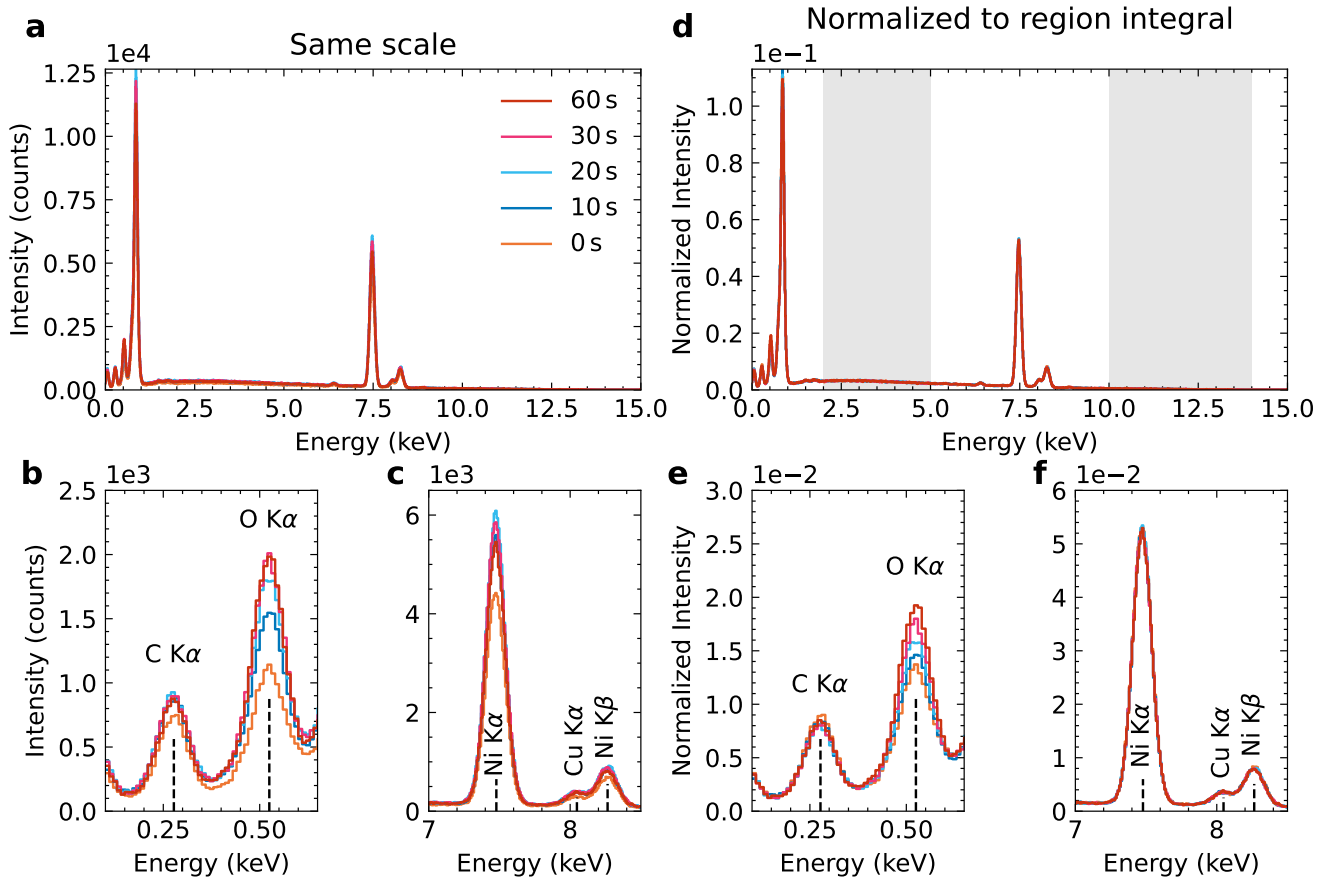 a
Same scale
1e4
1.25
1.00
0.75
0.50
0.25
0.00
Intensity (counts)
60 s
30 s
20 s
10 s
0 s
0.0 2.5 5.0 7.5 10.0 12.5 15.0
Energy (keV)
d
Normalized to region integral
1e−1
1.0
0.8
0.6
0.4
0.2
0.0
Normalized Intensity
0.0 2.5 5.0 7.5 10.0 12.5 15.0
Energy (keV)
b
1e3
2.5
2.0
1.5
1.0
0.5
0.0
Intensity (counts)
O Kα
C Kα
0.25 0.50
Energy (keV)
c
1e3
6
4
2
0
Ni Kα
Cu Kα
Ni Kβ
7 8
Energy (keV)
e
1e−2
3.0
2.5
2.0
1.5
1.0
0.5
0.0
Normalized Intensity
O Kα
C Kα
0.25 0.50
Energy (keV)
f
6e−2
6
4
2
0
Ni Kα
Cu Kα
Ni Kβ
7 8
Energy (keV)